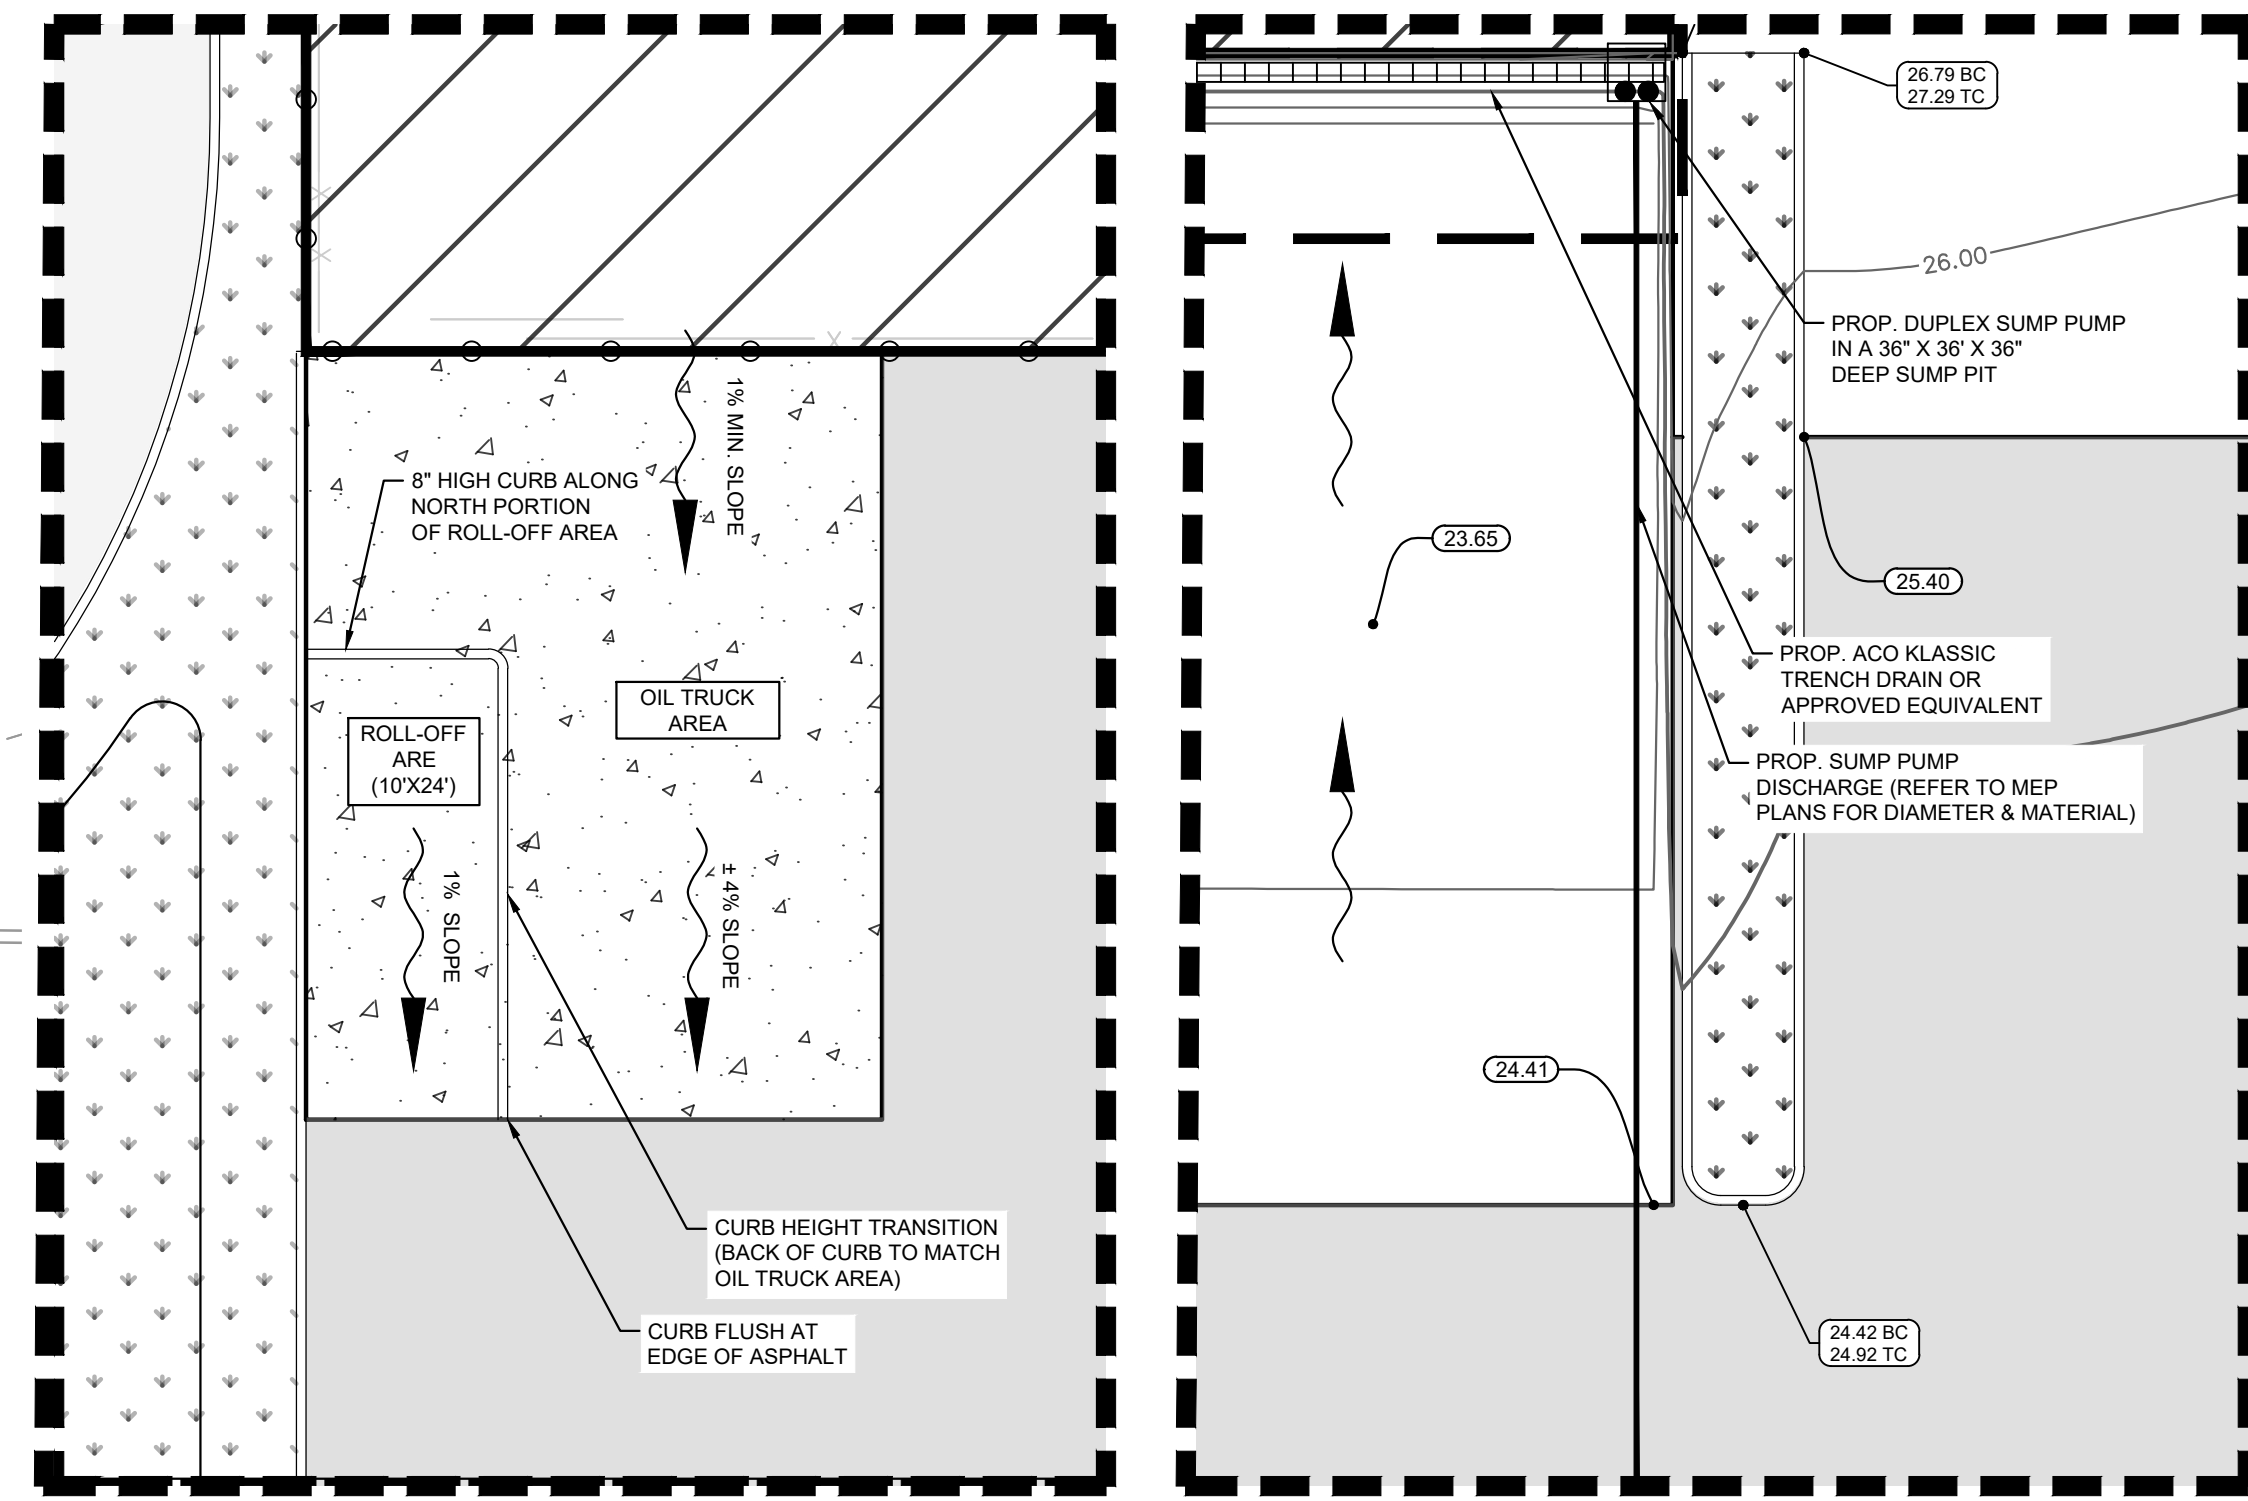 1% MIN. SLOPE
8" HIGH CURB ALONG
NORTH PORTION
OF ROLL-OFF AREA
OIL TRUCK
AREA
ROLL-OFF
ARE
(10'X24')
1% SLOPE
± 4% SLOPE
CURB HEIGHT TRANSITION
(BACK OF CURB TO MATCH
OIL TRUCK AREA)
CURB FLUSH AT
EDGE OF ASPHALT
26.79 BC
27.29 TC
26.00
PROP. DUPLEX SUMP PUMP
IN A 36" X 36' X 36"
DEEP SUMP PIT
23.65
25.40
PROP. ACO KLASSIC
TRENCH DRAIN OR
APPROVED EQUIVALENT
PROP. SUMP PUMP
DISCHARGE (REFER TO MEP
PLANS FOR DIAMETER & MATERIAL)
24.41
24.42 BC
24.92 TC